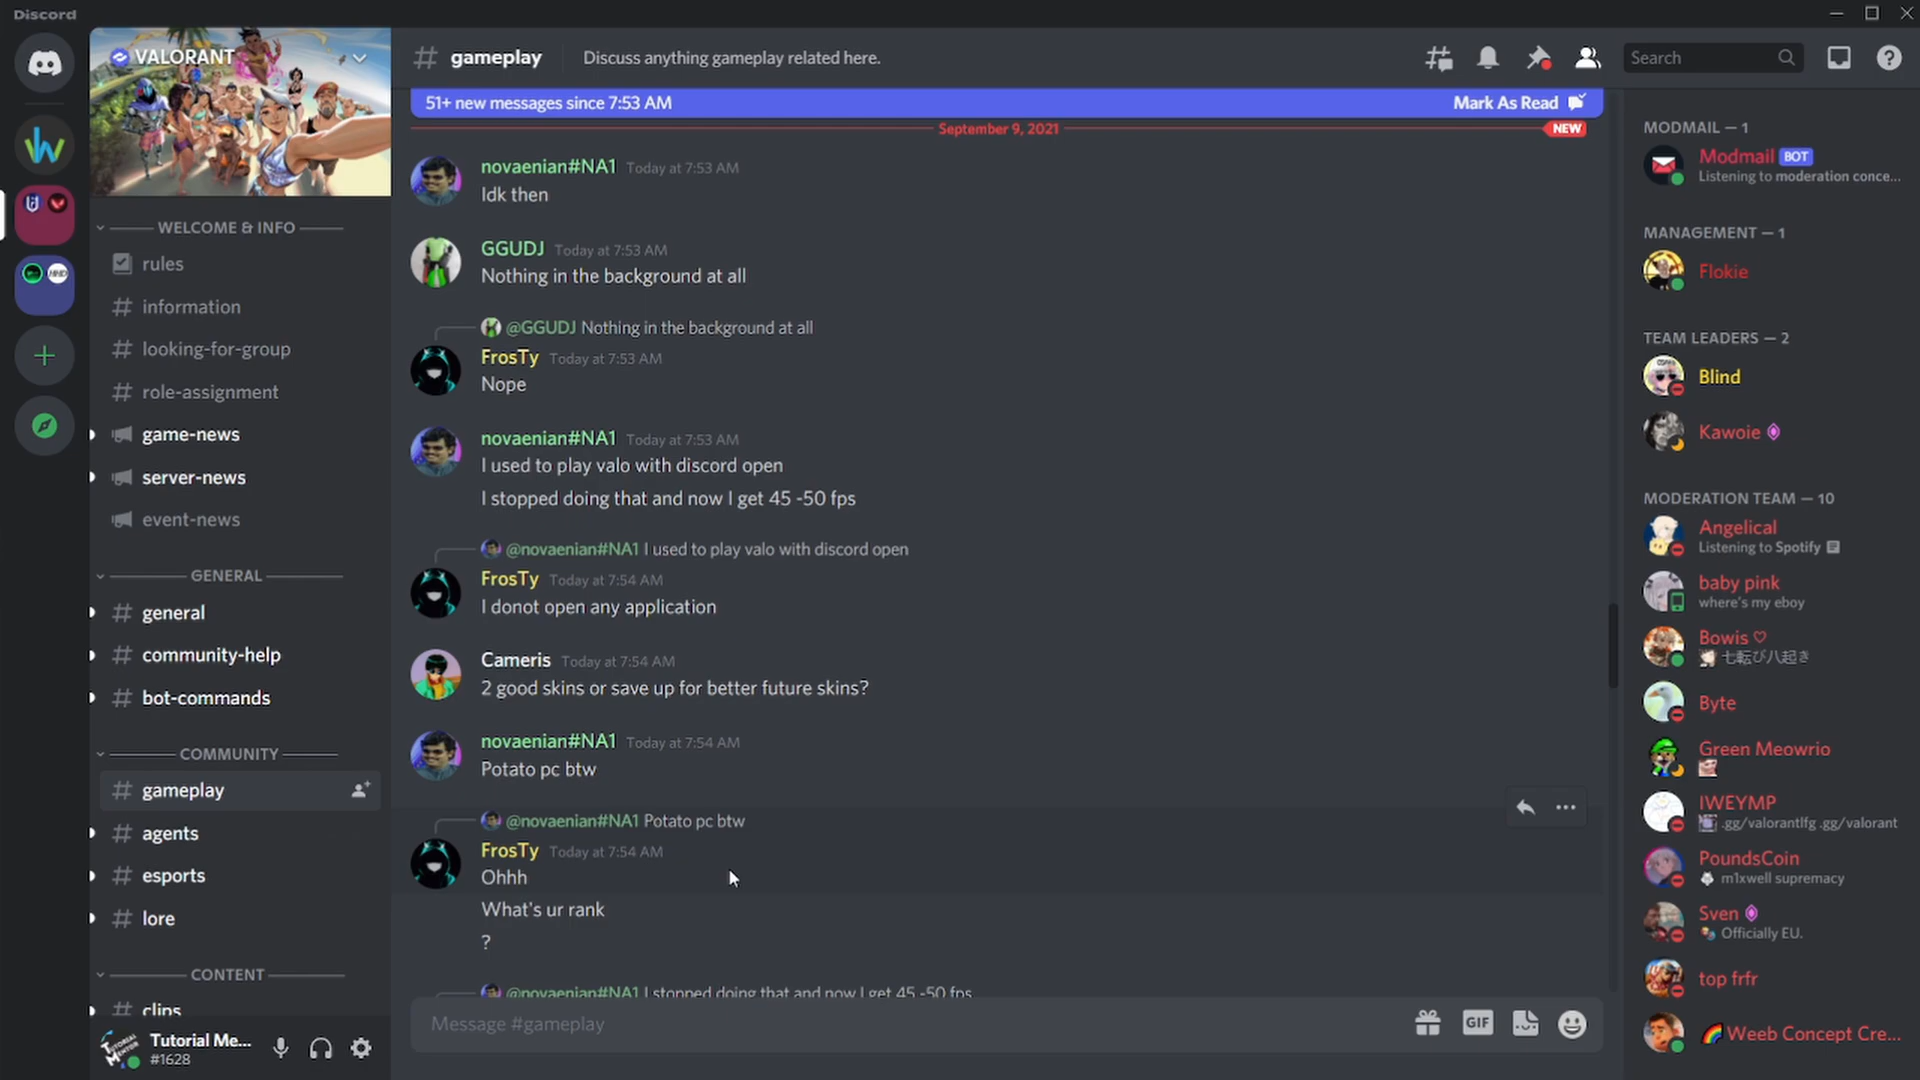 Discord
VALORANT
WELCOME & INFO
rules
information
looking-for-group
role-assignment
game-news
server-news
event-news
GENERAL
general
community-help
bot-commands
COMMUNITY
gameplay
agents
esports
lore
CONTENT
clips
Tutorial Me...
#1628
gameplay
Discuss anything gameplay related here.
Search
51+ new messages since 7:53 AM
Mark As Read
September 9, 2021
NEW
novaenian#NA1 Today at 7:53 AM
Idk then
GGUDJ Today at 7:53 AM
Nothing in the background at all
@GGUDJ Nothing in the background at all
FrosTy Today at 7:53 AM
Nope
novaenian#NA1 Today at 7:53 AM
I used to play valo with discord open
I stopped doing that and now I get 45 -50 fps
@novaenian#NA1 I used to play valo with discord open
FrosTy Today at 7:54 AM
I donot open any application
Cameris Today at 7:54 AM
2 good skins or save up for better future skins?
novaenian#NA1 Today at 7:54 AM
Potato pc btw
@novaenian#NA1 Potato pc btw
FrosTy Today at 7:54 AM
Ohhh
What's ur rank
?
@novaenian#NA1 I stopped doing that and now I get 45 -50 fps
Message #gameplay
GIF
MODMAIL — 1
Modmail BOT
Listening to moderation conce...
MANAGEMENT — 1
Flokie
TEAM LEADERS — 2
Blind
Kawoie
MODERATION TEAM — 10
Angelical
Listening to Spotify
baby pink
where's my eboy
Bowis ♡
七転び八起き
Byte
Green Meowrio
IWEYMP
.gg/valorantlfg .gg/valorant
PoundsCoin
m1xwell supremacy
Sven
Officially EU.
top frfr
Weeb Concept Cre...